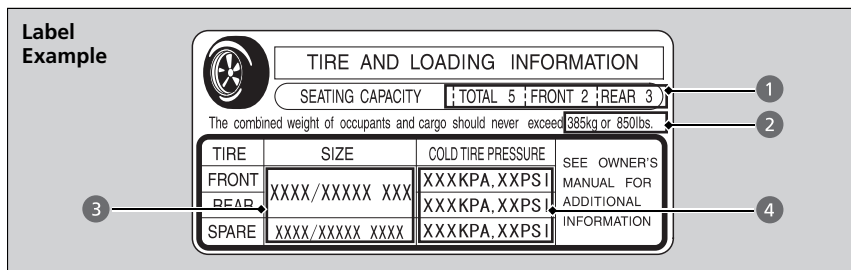 Label
Example
TIRE AND LOADING INFORMATION
SEATING CAPACITY TOTAL 5 FRONT 2 REAR 3
1
The combined weight of occupants and cargo should never exceed 385kg or 850lbs.
2
TIRE SIZE COLD TIRE PRESSURE
SEE OWNER'S
MANUAL FOR
ADDITIONAL
INFORMATION
FRONT XXXX/XXXXX XXX XXXKPA,XXPSI
REAR XXXKPA,XXPSI
SPARE XXXX/XXXXX XXXX XXXKPA,XXPSI
3
4